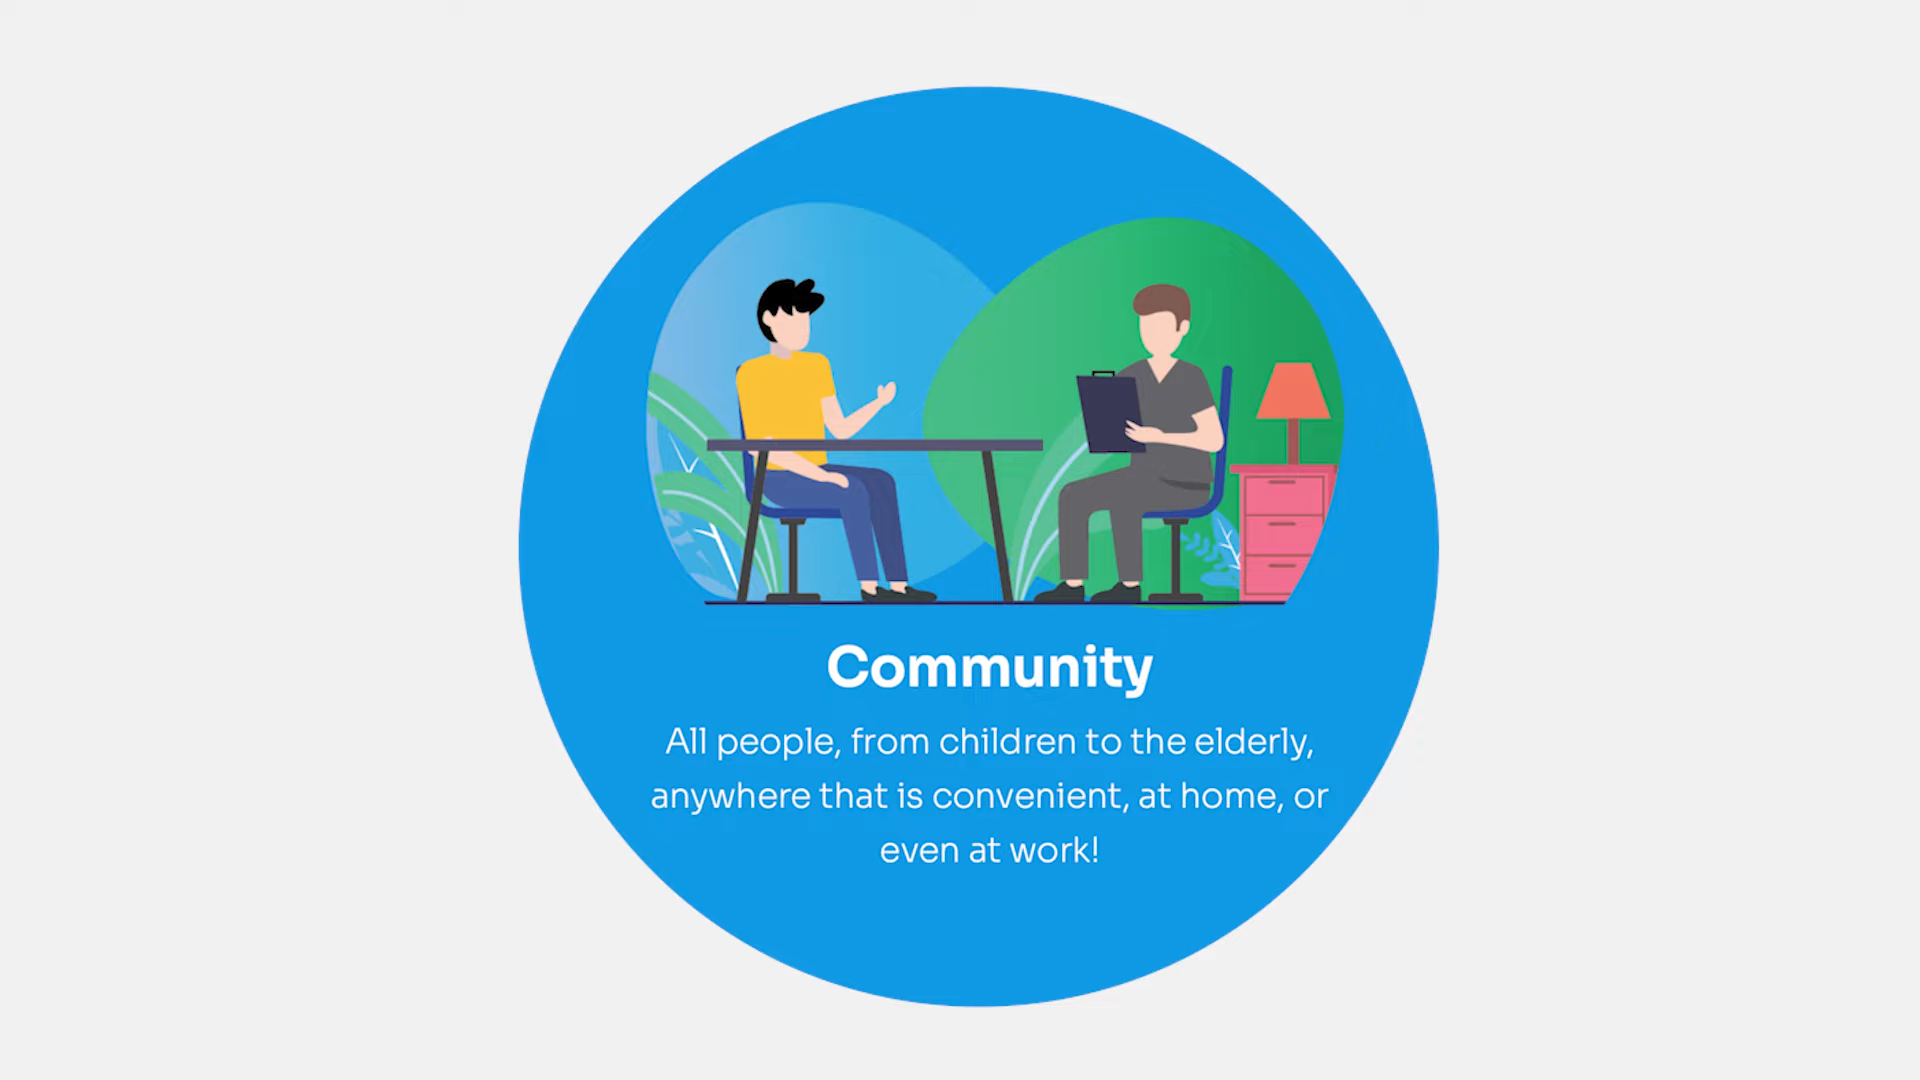 Community
All people, from children to the elderly,
anywhere that is convenient, at home, or
even at work!